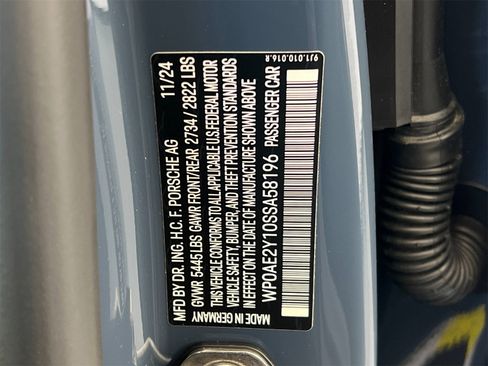 MFD BY DR. ING. H.C. F. PORSCHE AG 11/24
GVWR 5445 LBS GAWR FRONT/REAR 2734 / 2822 LBS
THIS VEHICLE CONFORMS TO ALL APPLICABLE U.S FEDERAL MOTOR
VEHICLE SAFETY, BUMPER, AND THEFT PREVENTION STANDARDS
IN EFFECT ON THE DATE OF MANUFACTURE SHOWN ABOVE
WP0AE2Y10SSA58196 PASSENGER CAR
MADE IN GERMANY 9J1.010.016.R